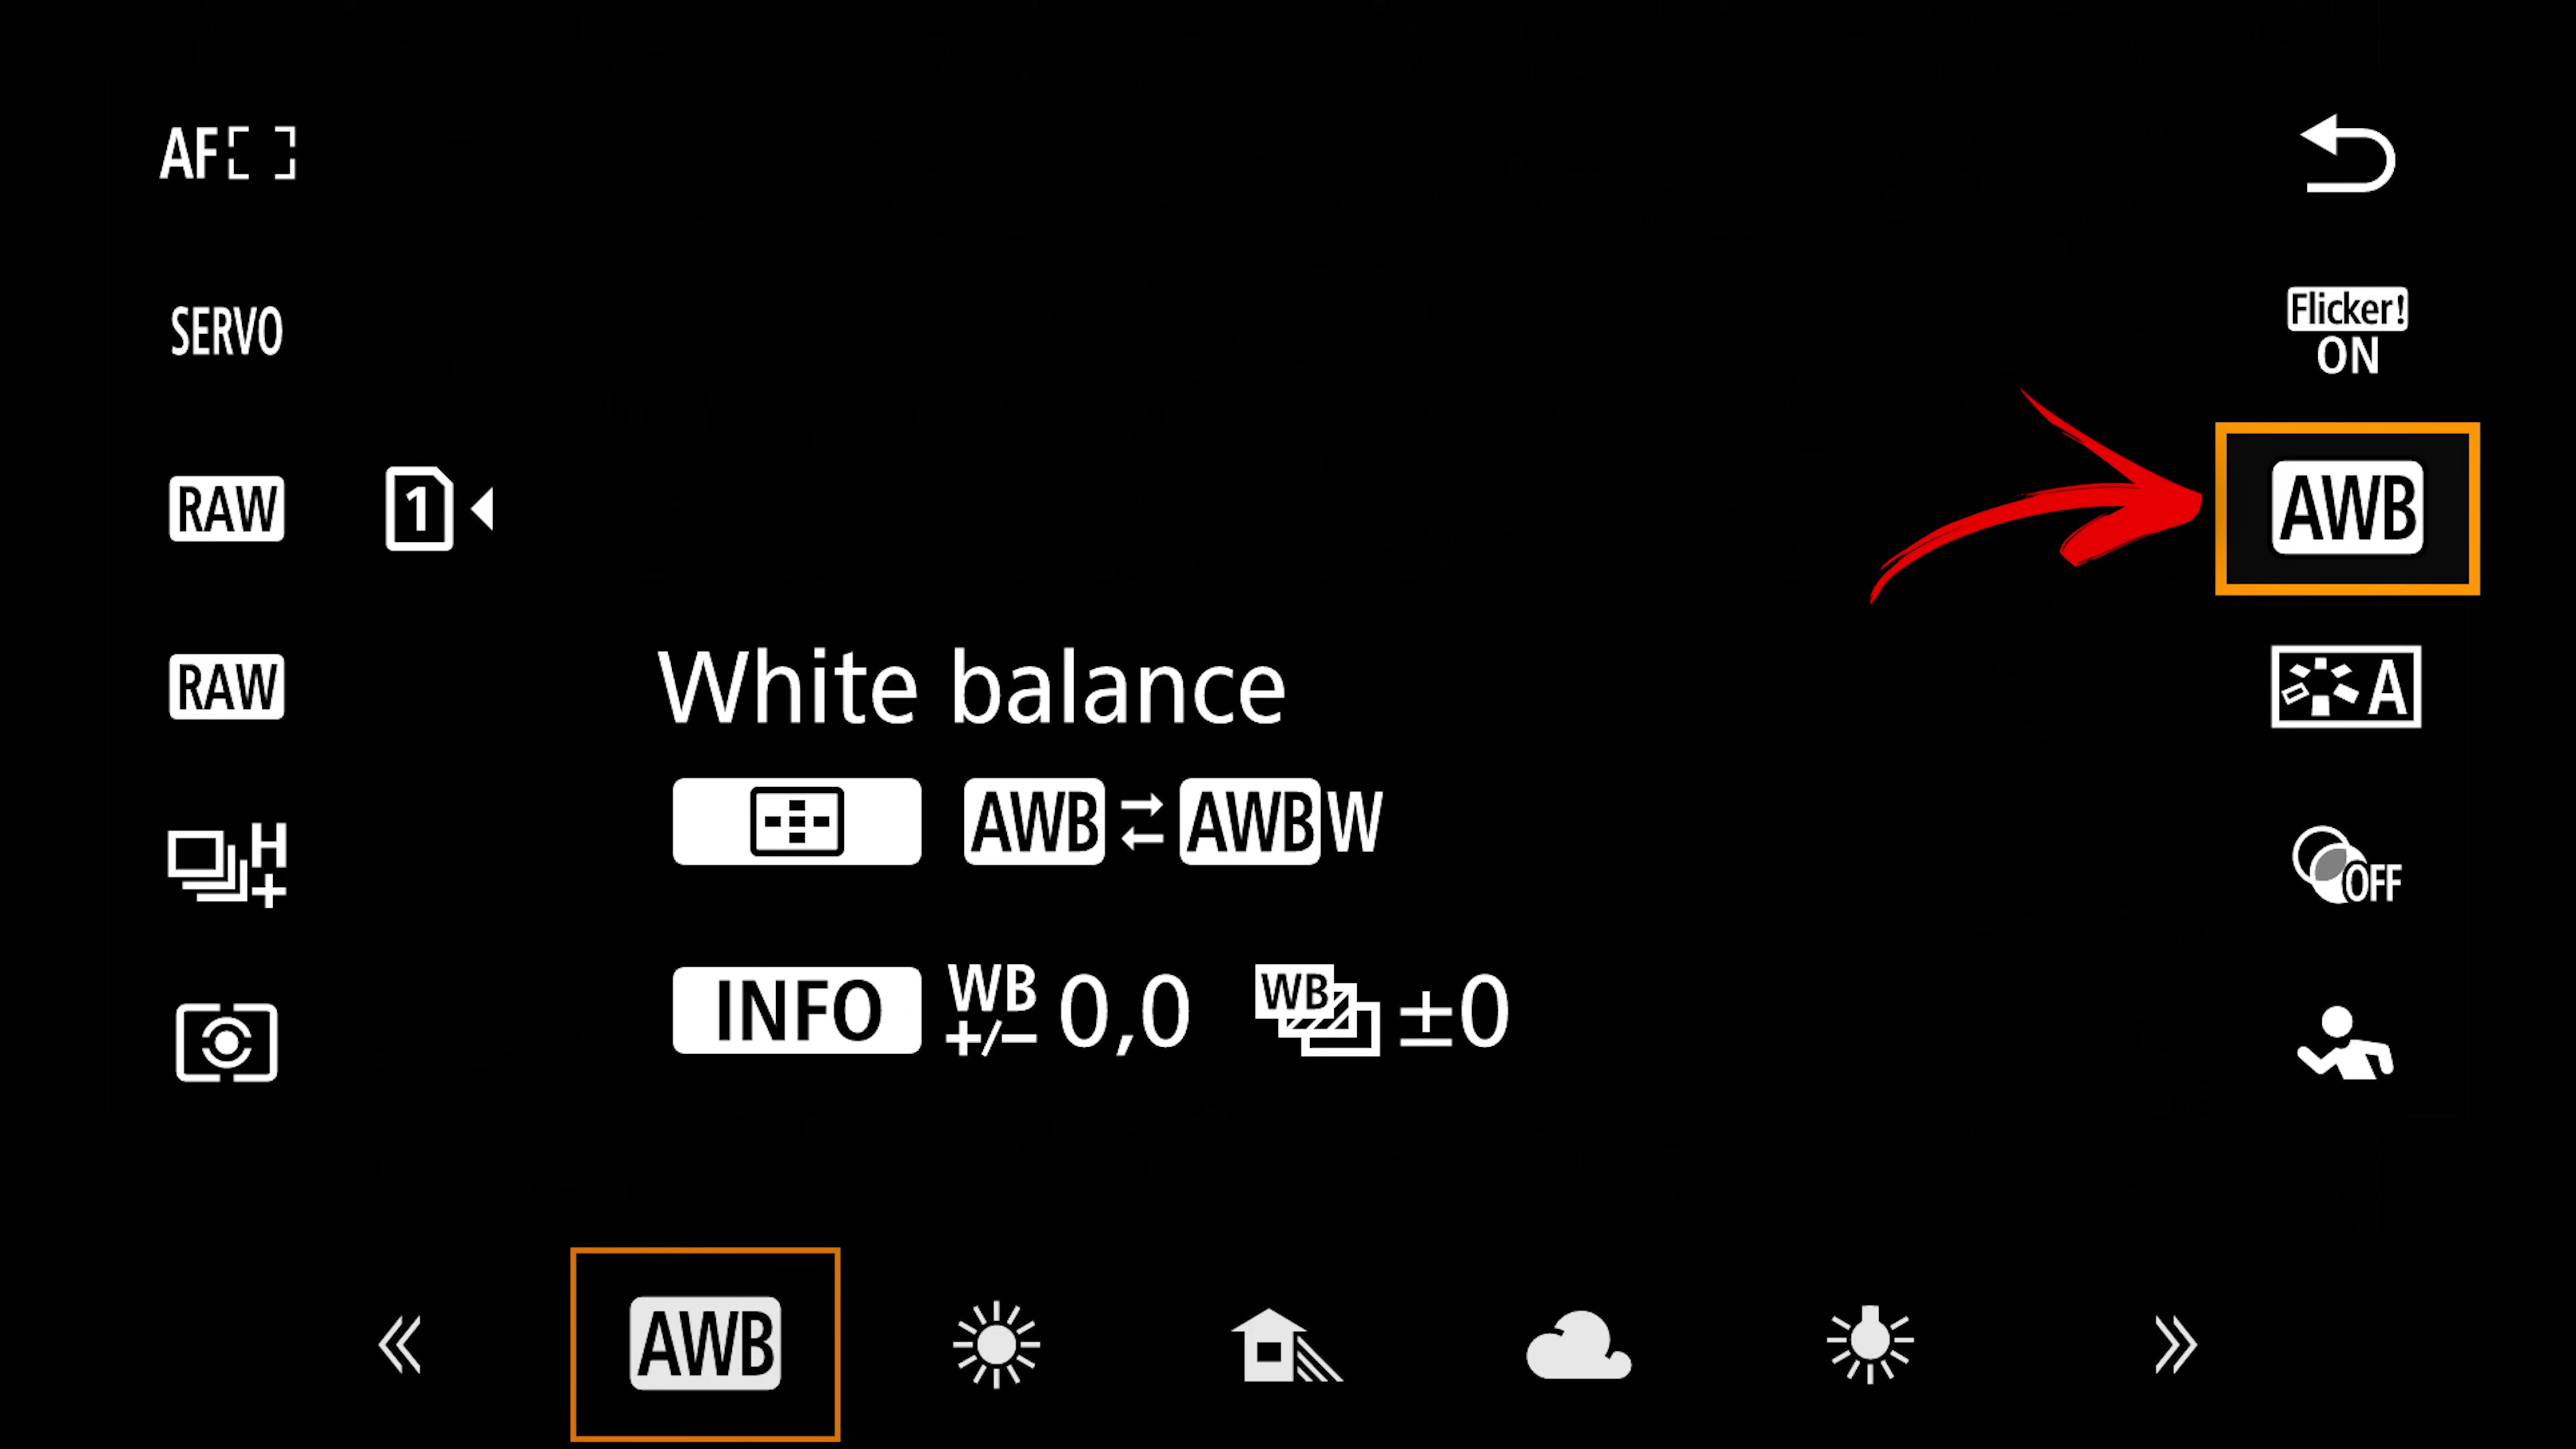 AF
SERVO
Flicker!
ON
RAW
1
AWB
RAW
White balance
A
AWB AWB W
H
+
OFF
INFO WB +/- 0,0 WB ±0
AWB